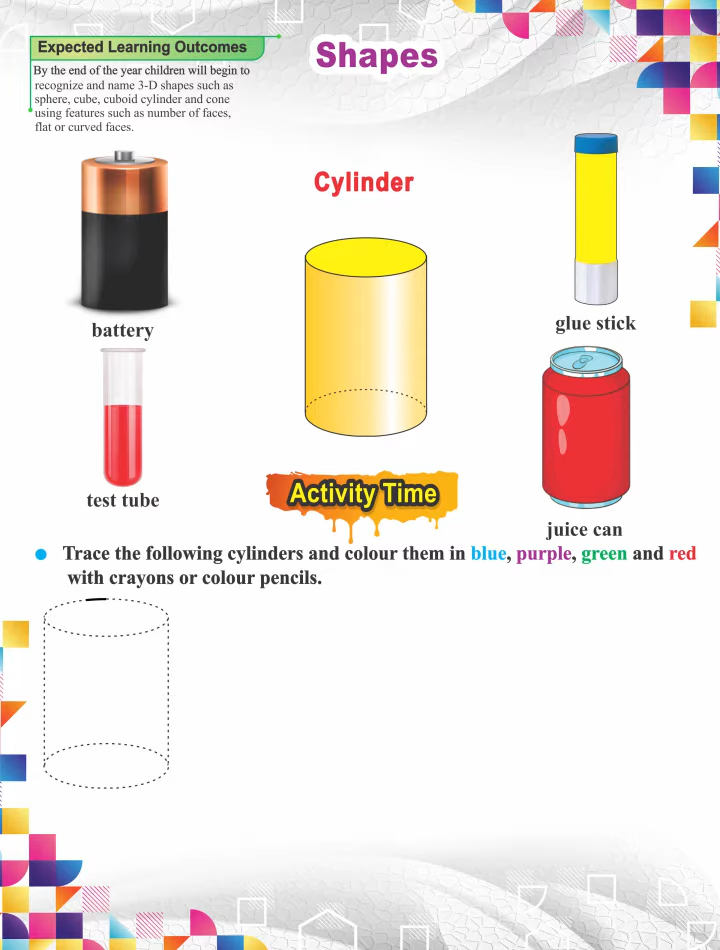 Expected Learning Outcomes
By the end of the year children will begin to
recognize and name 3-D shapes such as
sphere, cube, cuboid cylinder and cone
using features such as number of faces,
flat or curved faces.
Shapes
Cylinder
battery
glue stick
test tube
juice can
Activity Time
Trace the following cylinders and colour them in blue, purple, green and red
with crayons or colour pencils.